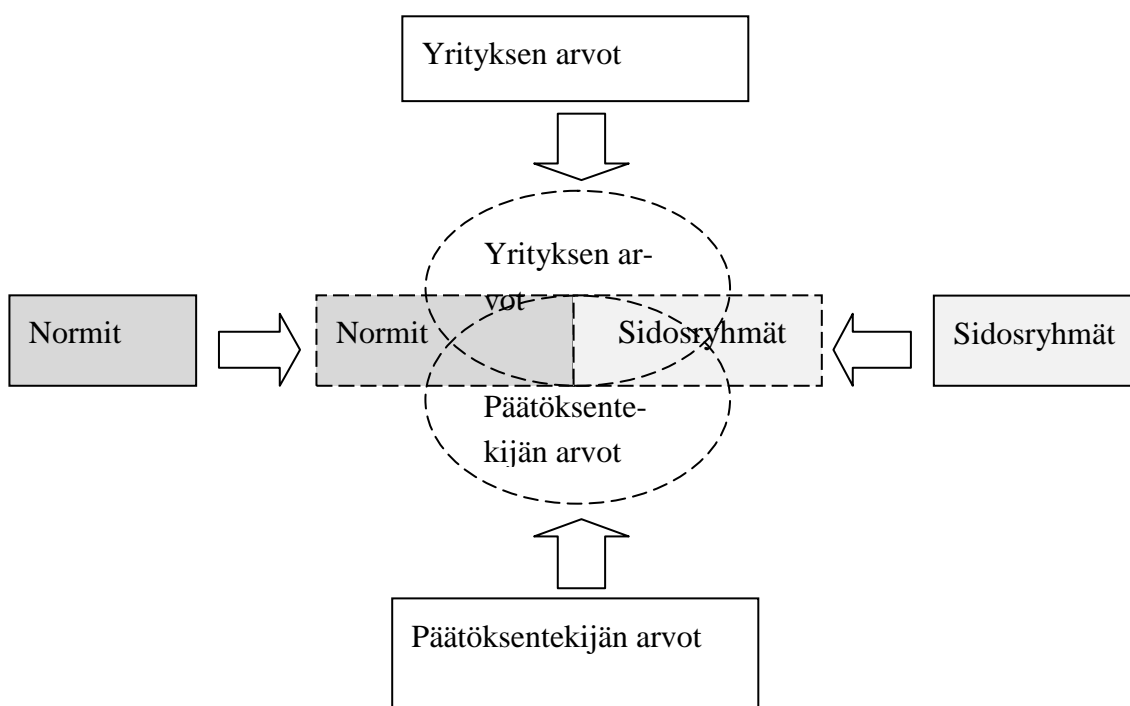 Yrityksen arvot
Yrityksen ar-
vot
Normit
Normit
Sidosryhmät
Sidosryhmät
Päätöksente-
kijän arvot
Päätöksentekijän arvot